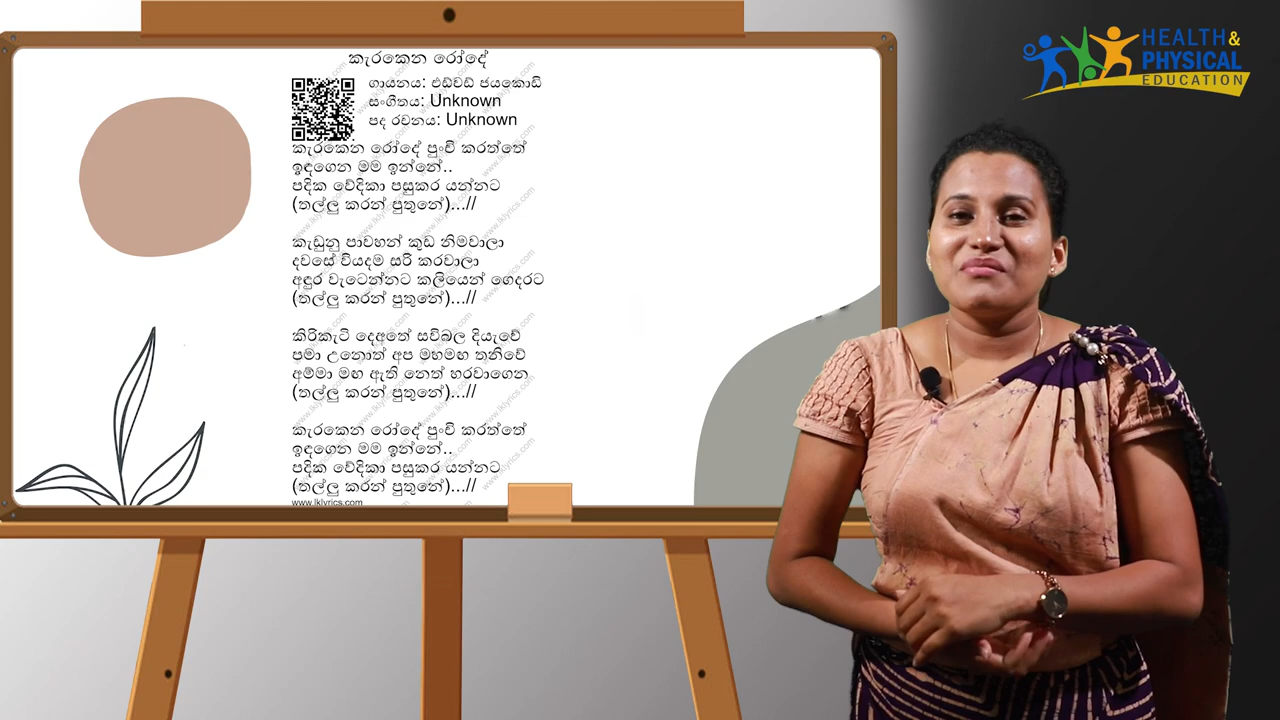 කැරකෙන රෝදේ
ගායනය: එඩ්වඩ් ජයකොඩි
සංගීතය: Unknown
පද රචනය: Unknown
කැරකෙන රෝදේ පුංචි කරත්තේ
ඉඳගෙන මම ඉන්නේ..
පදික වේදිකා පසුකර යන්නට
(තල්ලු කරන් පුතුනේ)...//
කැඩුනු පාවහන් කුඩ නිමවාලා
දවසේ වියදම සරි කරවාලා
අඳුර වැටෙන්නට කලියෙන් ගෙදරට
(තල්ලු කරන් පුතුනේ)...//
කිරිකැටි දෙඅතේ සවිබල දියැවේ
පමා උනොත් අප මහමඟ තනිවේ
අම්මා මඟ ඇති නෙත් හරවාගෙන
(තල්ලු කරන් පුතුනේ)...//
කැරකෙන රෝදේ පුංචි කරත්තේ
ඉඳගෙන මම ඉන්නේ..
පදික වේදිකා පසුකර යන්නට
(තල්ලු කරන් පුතුනේ)...//
www.lklyrics.com
HEALTH&
PHYSICAL
EDUCATION